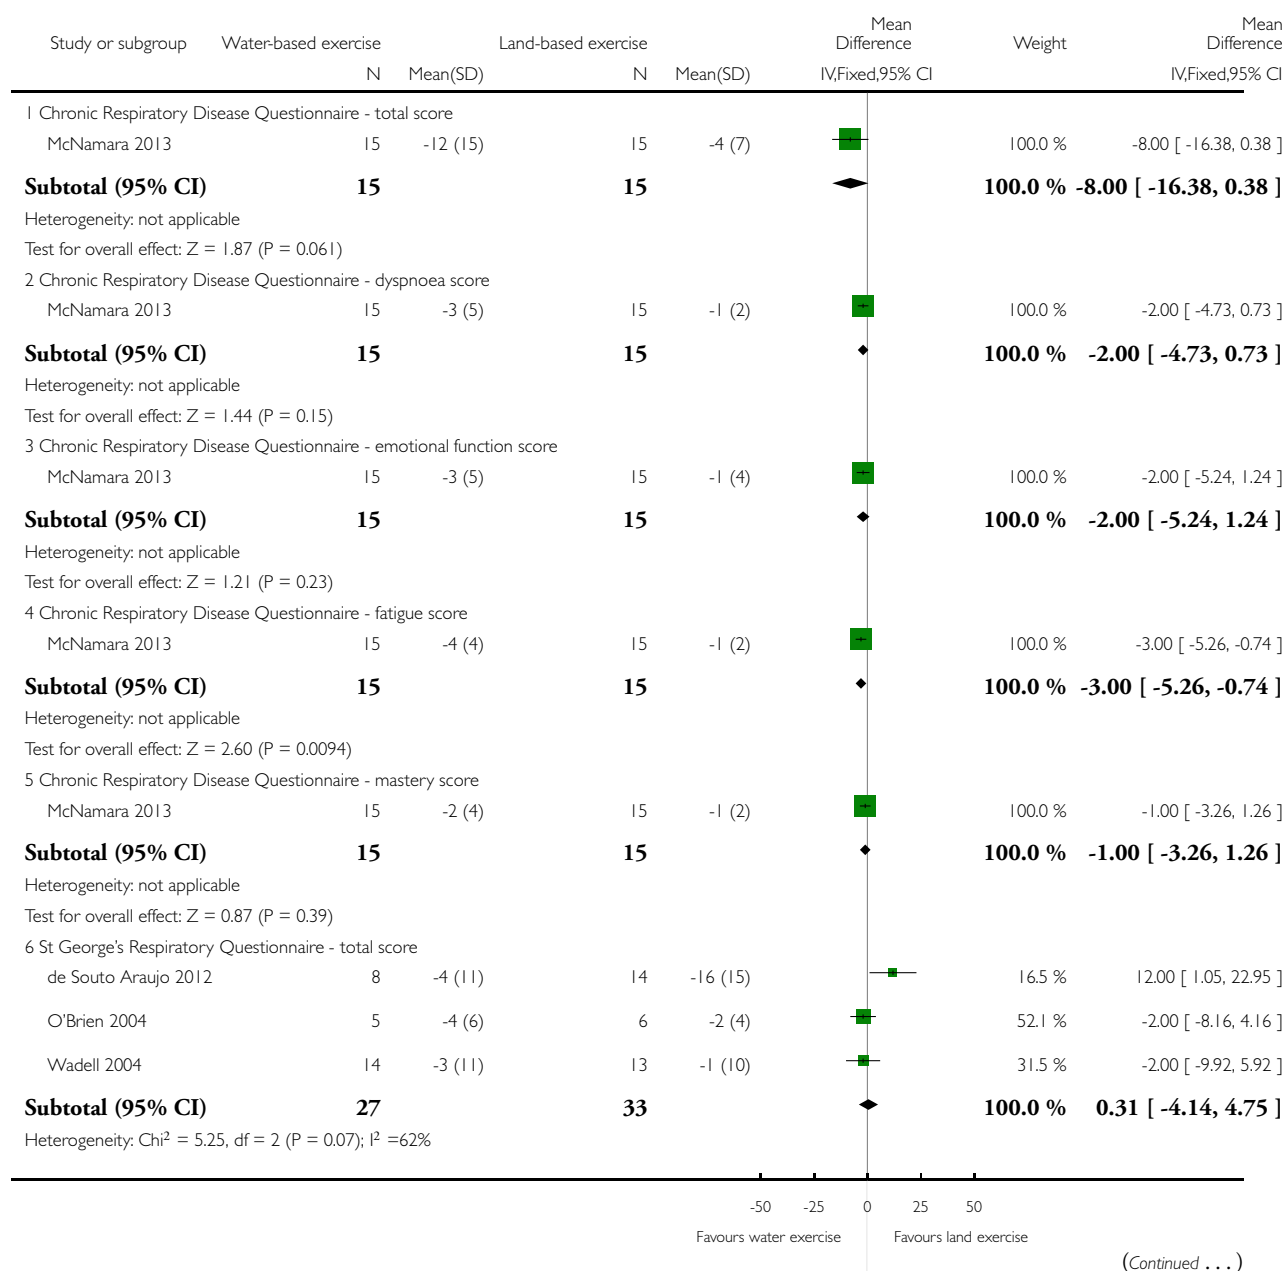 Study or subgroup Water-based exercise Land-based exercise Mean Difference Weight Mean Difference
N Mean(SD) N Mean(SD) IV,Fixed,95% CI IV,Fixed,95% CI
1 Chronic Respiratory Disease Questionnaire - total score
McNamara 2013 15 -12 (15) 15 -4 (7) 100.0 % -8.00 [ -16.38, 0.38 ]
Subtotal (95% CI) 15 15 100.0 % -8.00 [ -16.38, 0.38 ]
Heterogeneity: not applicable
Test for overall effect: Z = 1.87 (P = 0.061)
2 Chronic Respiratory Disease Questionnaire - dyspnoea score
McNamara 2013 15 -3 (5) 15 -1 (2) 100.0 % -2.00 [ -4.73, 0.73 ]
Subtotal (95% CI) 15 15 100.0 % -2.00 [ -4.73, 0.73 ]
Heterogeneity: not applicable
Test for overall effect: Z = 1.44 (P = 0.15)
3 Chronic Respiratory Disease Questionnaire - emotional function score
McNamara 2013 15 -3 (5) 15 -1 (4) 100.0 % -2.00 [ -5.24, 1.24 ]
Subtotal (95% CI) 15 15 100.0 % -2.00 [ -5.24, 1.24 ]
Heterogeneity: not applicable
Test for overall effect: Z = 1.21 (P = 0.23)
4 Chronic Respiratory Disease Questionnaire - fatigue score
McNamara 2013 15 -4 (4) 15 -1 (2) 100.0 % -3.00 [ -5.26, -0.74 ]
Subtotal (95% CI) 15 15 100.0 % -3.00 [ -5.26, -0.74 ]
Heterogeneity: not applicable
Test for overall effect: Z = 2.60 (P = 0.0094)
5 Chronic Respiratory Disease Questionnaire - mastery score
McNamara 2013 15 -2 (4) 15 -1 (2) 100.0 % -1.00 [ -3.26, 1.26 ]
Subtotal (95% CI) 15 15 100.0 % -1.00 [ -3.26, 1.26 ]
Heterogeneity: not applicable
Test for overall effect: Z = 0.87 (P = 0.39)
6 St George's Respiratory Questionnaire - total score
de Souto Araujo 2012 8 -4 (11) 14 -16 (15) 16.5 % 12.00 [ 1.05, 22.95 ]
O'Brien 2004 5 -4 (6) 6 -2 (4) 52.1 % -2.00 [ -8.16, 4.16 ]
Wadell 2004 14 -3 (11) 13 -1 (10) 31.5 % -2.00 [ -9.92, 5.92 ]
Subtotal (95% CI) 27 33 100.0 % 0.31 [ -4.14, 4.75 ]
Heterogeneity: Chi² = 5.25, df = 2 (P = 0.07); I² =62%
-50 -25 0 25 50
Favours water exercise Favours land exercise
(Continued . . . )